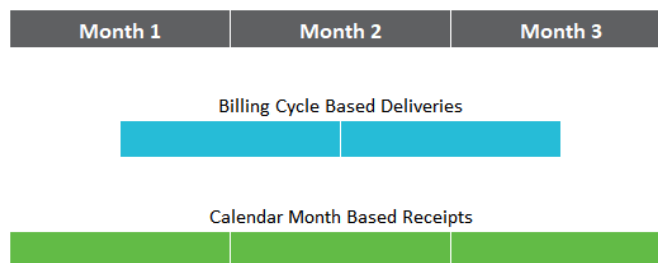 Month 1 Month 2 Month 3
Billing Cycle Based Deliveries
Calendar Month Based Receipts